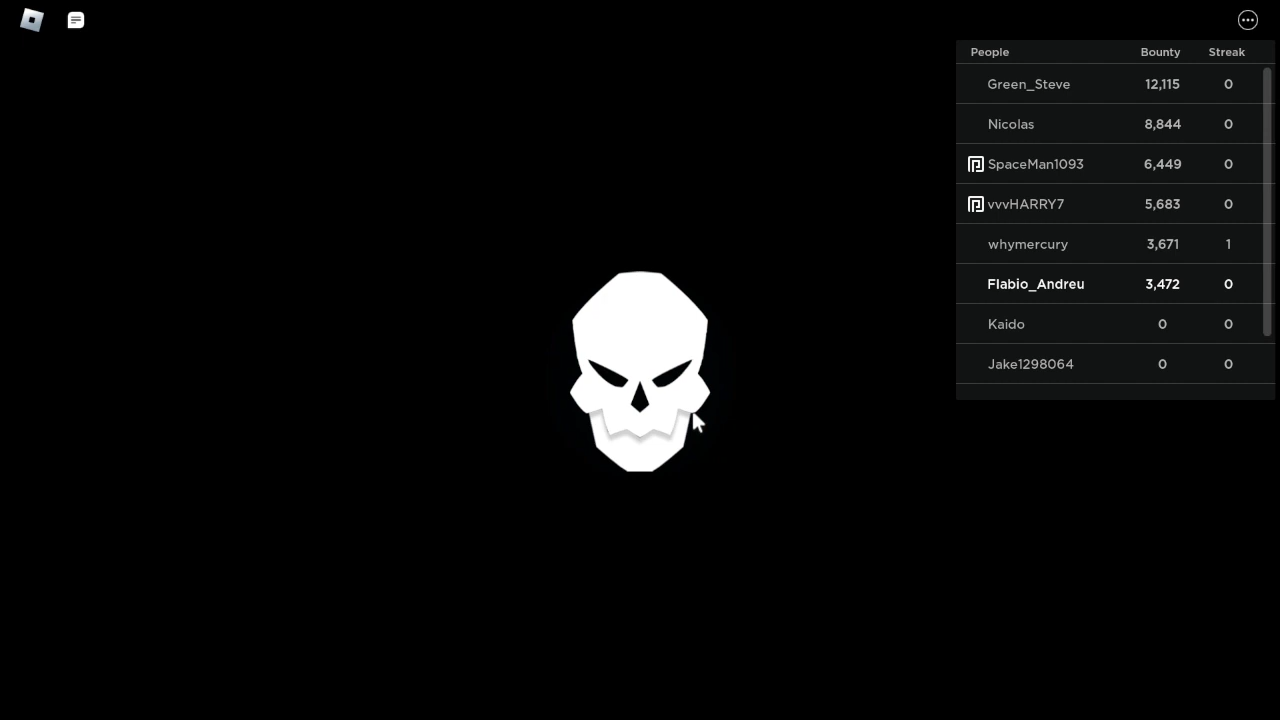 People Bounty Streak
Green_Steve 12,115 0
Nicolas 8,844 0
SpaceMan1093 6,449 0
vvvHARRY7 5,683 0
whymercury 3,671 1
Flabio_Andreu 3,472 0
Kaido 0 0
Jake1298064 0 0